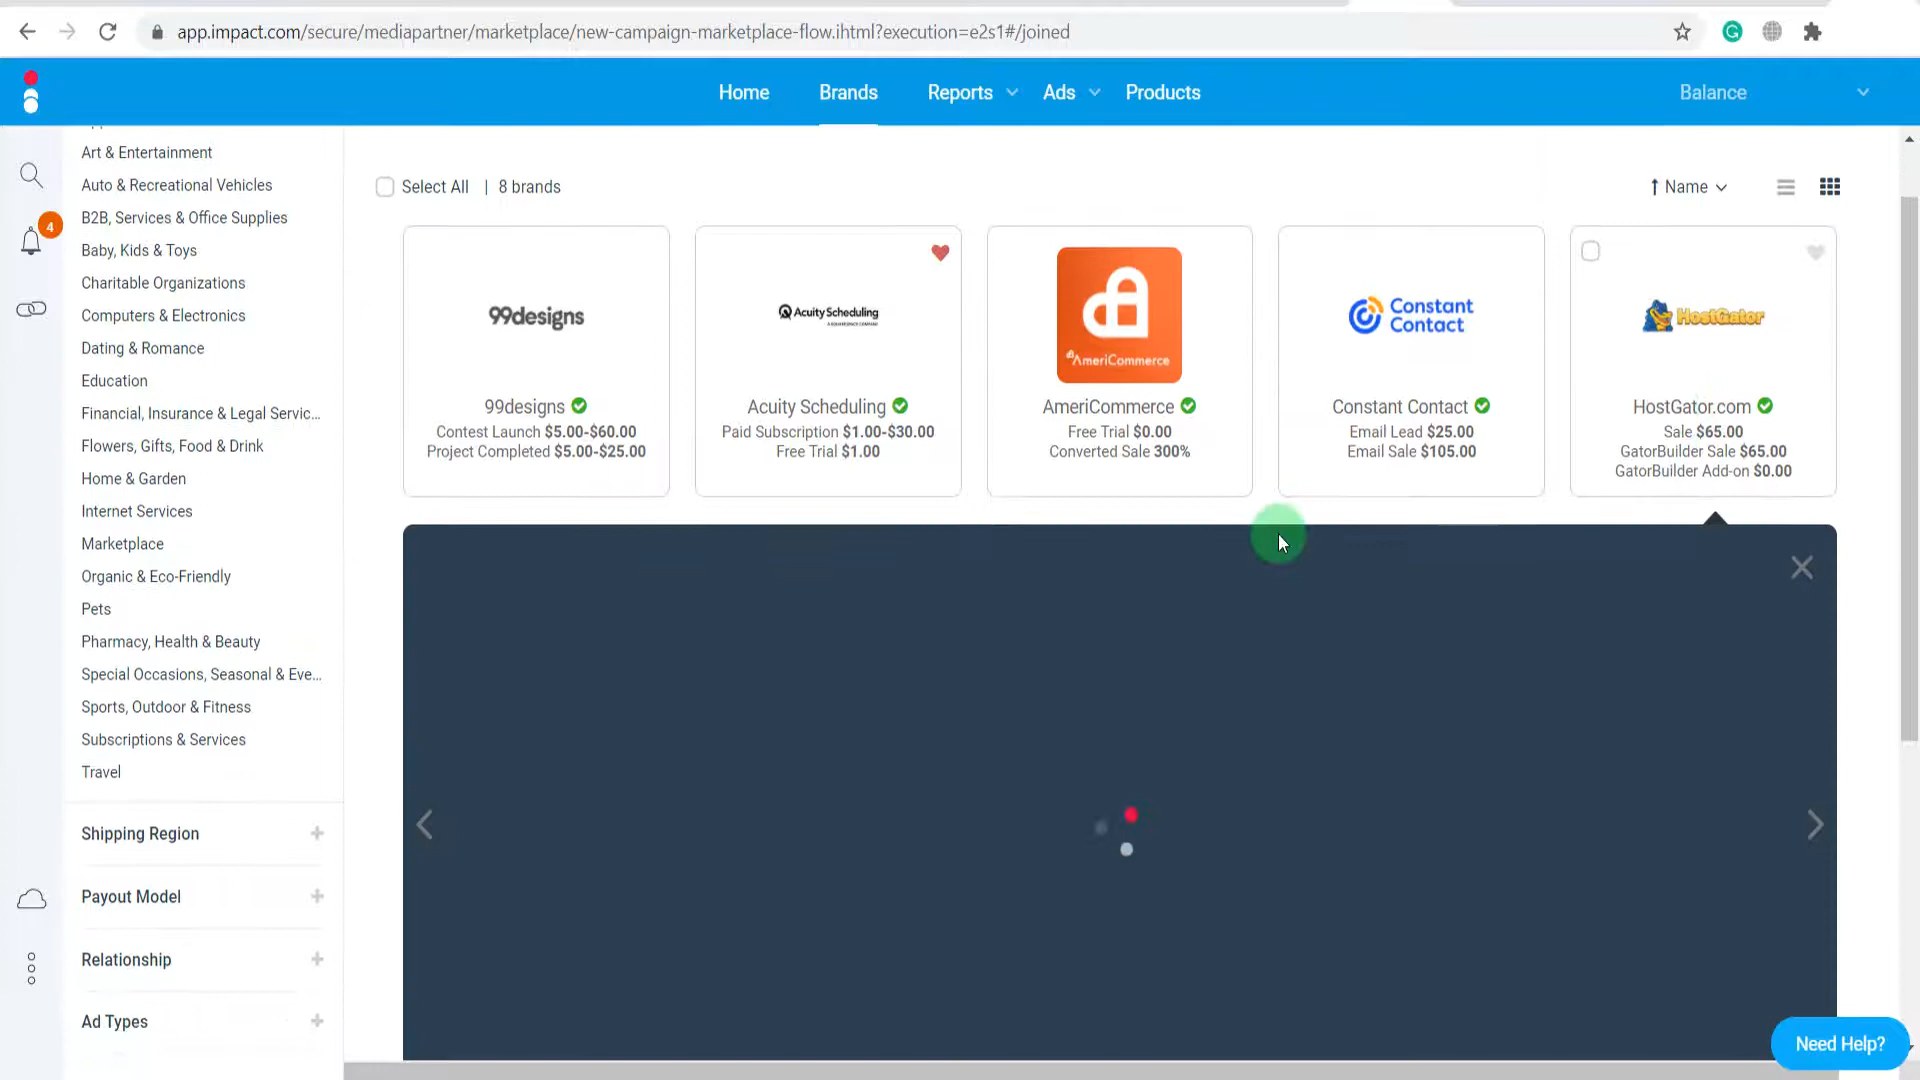 app.impact.com/secure/mediapartner/marketplace/new-campaign-marketplace-flow.ihtml?execution=e2s1#/joined
Home
Brands
Reports
Ads
Products
Balance
4
Art & Entertainment
Auto & Recreational Vehicles
B2B, Services & Office Supplies
Baby, Kids & Toys
Charitable Organizations
Computers & Electronics
Dating & Romance
Education
Financial, Insurance & Legal Servic...
Flowers, Gifts, Food & Drink
Home & Garden
Internet Services
Marketplace
Organic & Eco-Friendly
Pets
Pharmacy, Health & Beauty
Special Occasions, Seasonal & Eve...
Sports, Outdoor & Fitness
Subscriptions & Services
Travel
Shipping Region
Payout Model
Relationship
Ad Types
Select All | 8 brands
Name
99designs
99designs
Contest Launch $5.00-$60.00
Project Completed $5.00-$25.00
Acuity Scheduling
Acuity Scheduling
Paid Subscription $1.00-$30.00
Free Trial $1.00
AmeriCommerce
AmeriCommerce
Free Trial $0.00
Converted Sale 300%
Constant
Contact
Constant Contact
Email Lead $25.00
Email Sale $105.00
HostGator
HostGator.com
Sale $65.00
GatorBuilder Sale $65.00
GatorBuilder Add-on $0.00
Need Help?